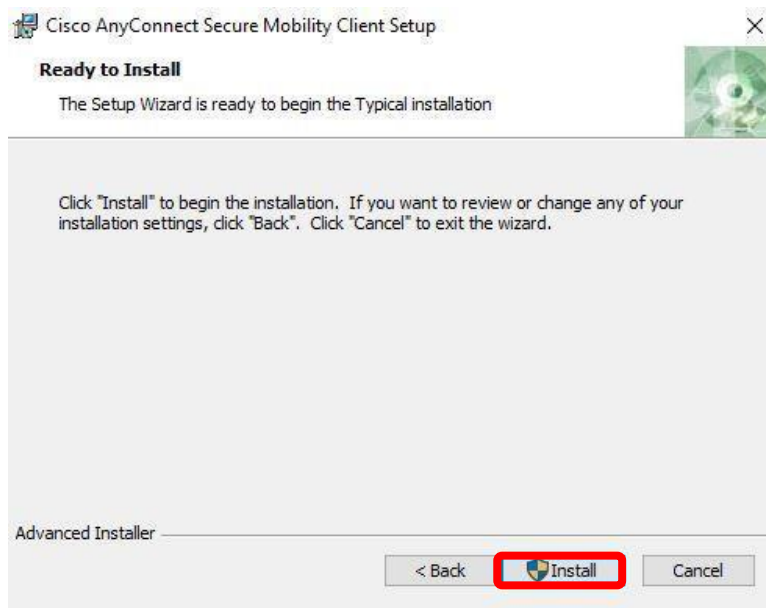 Cisco AnyConnect Secure Mobility Client Setup
Ready to Install
The Setup Wizard is ready to begin the Typical installation
Click "Install" to begin the installation.  If you want to review or change any of your
installation settings, click "Back".  Click "Cancel" to exit the wizard.
Advanced Installer
< Back Install Cancel